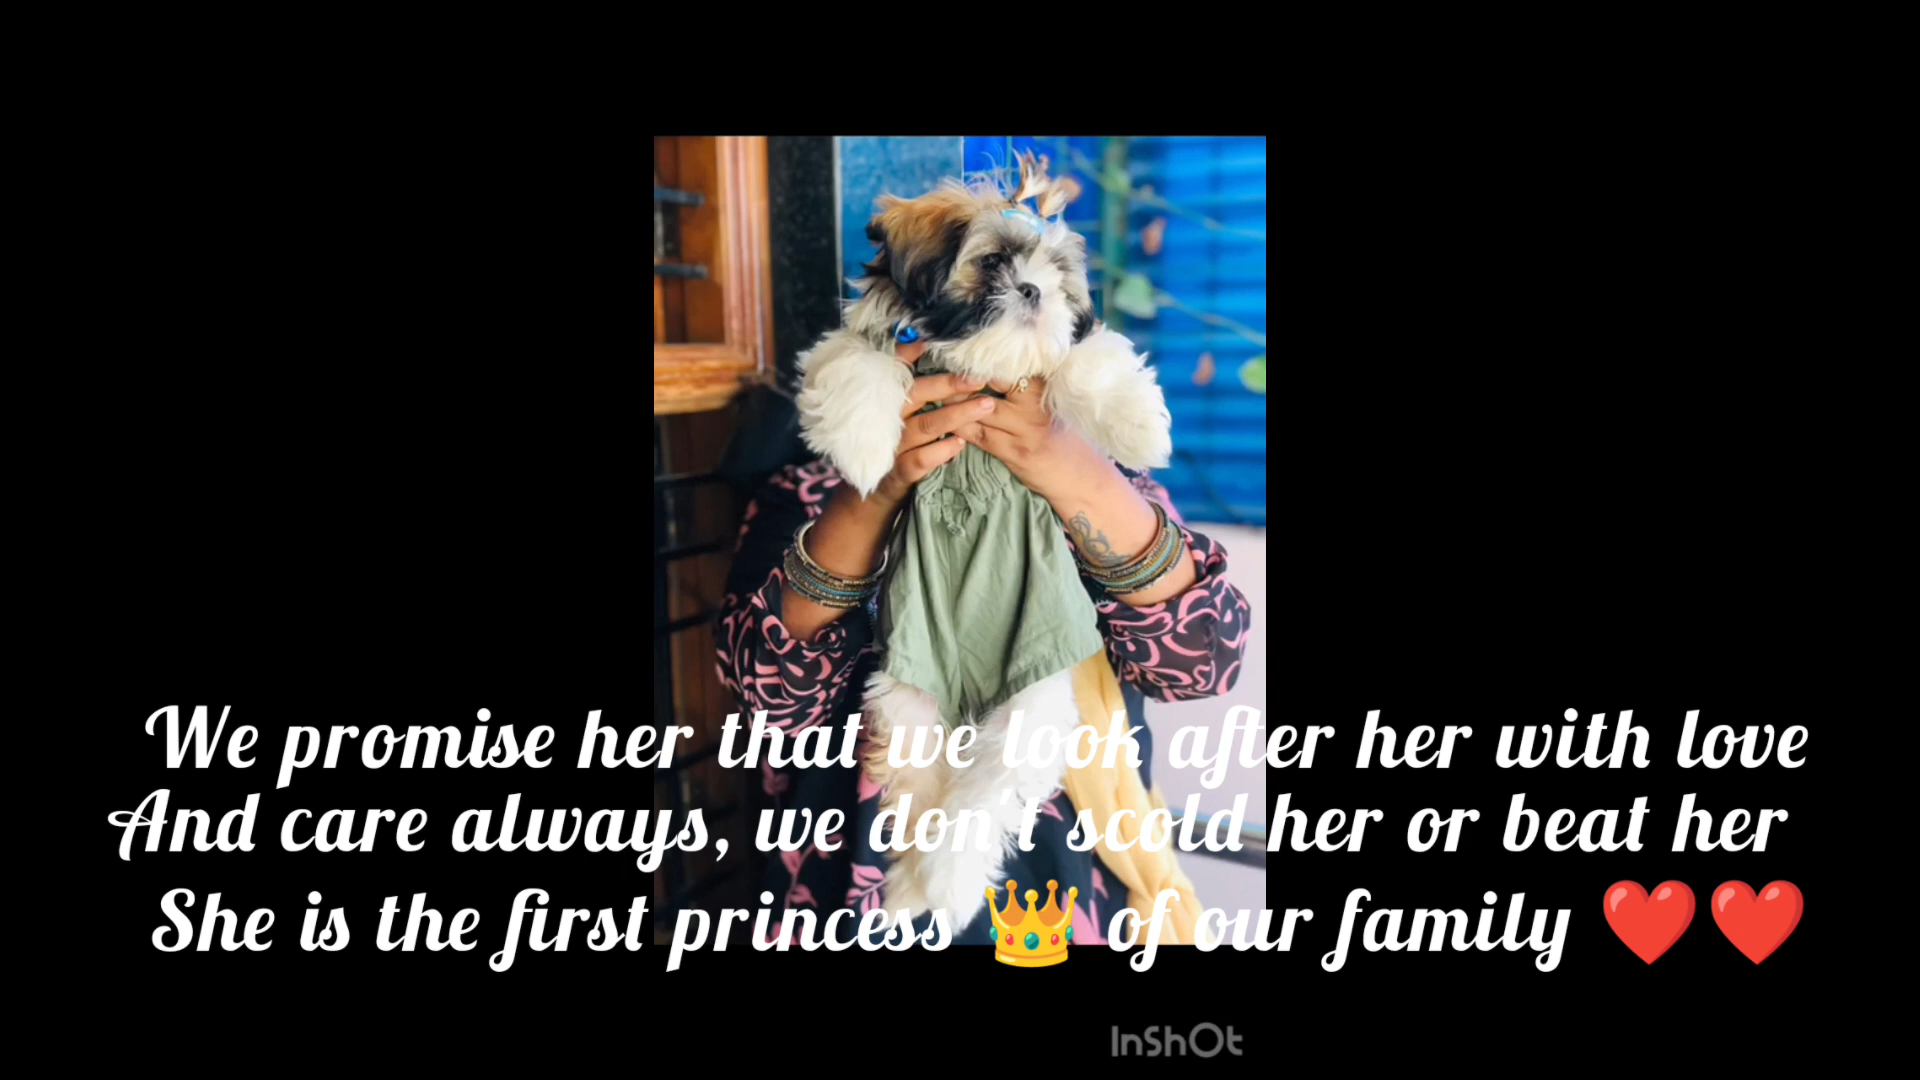 We promise her that we look after her with love
And care always, we don't scold her or beat her
She is the first princess 👑 of our family ❤️❤️
InShOt